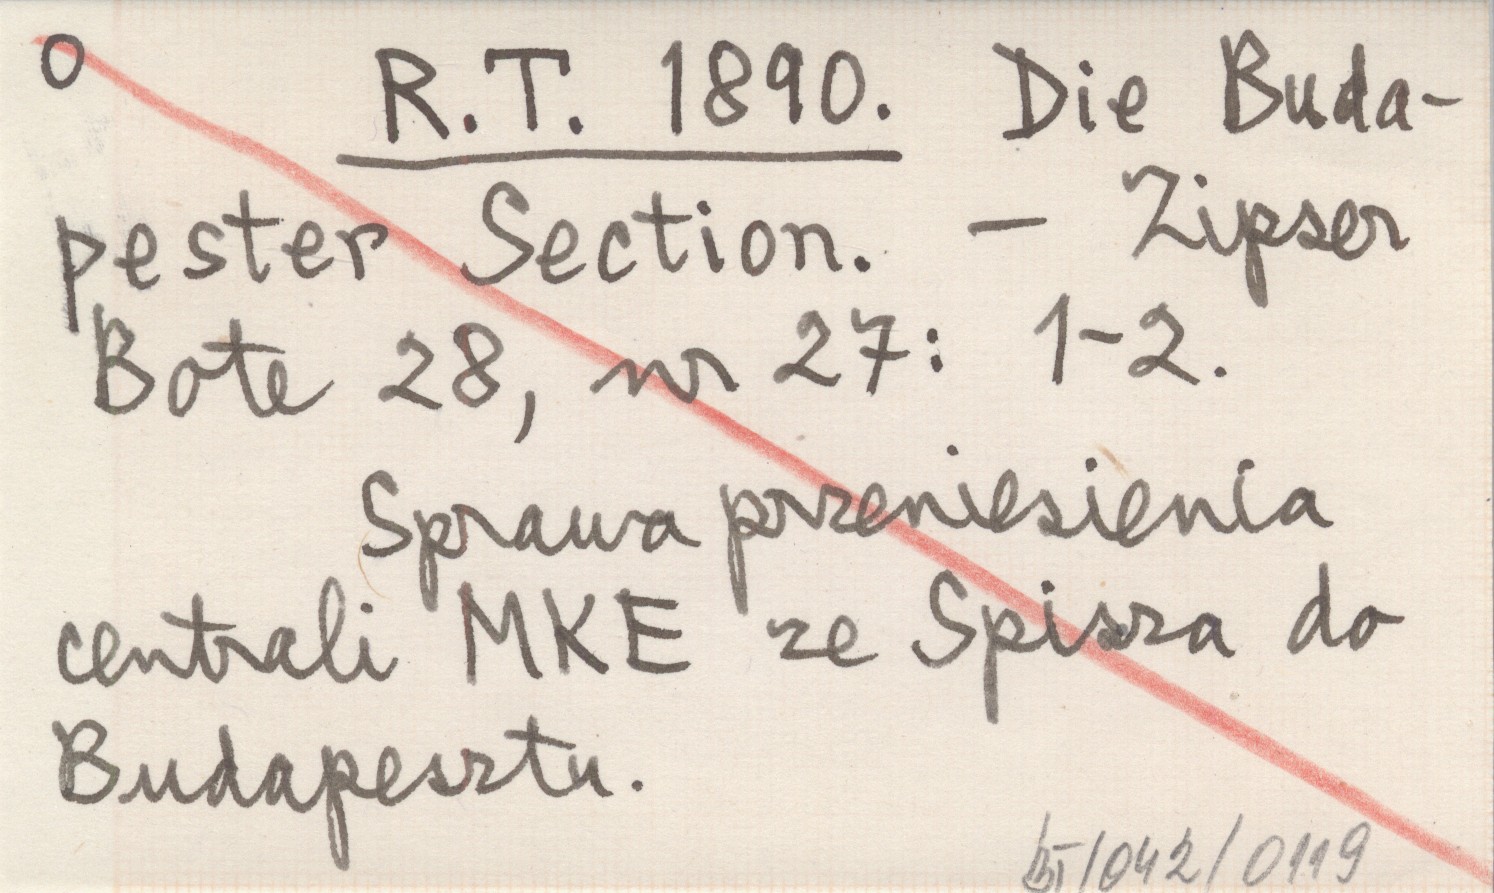 O R.T. 1890. Die Buda-
pester Section. — Zipser
Bote 28, nr 27: 1-2.
Sprawa przeniesienia
centrali MKE ze Spisza do
Budapesztu.
/042/0119